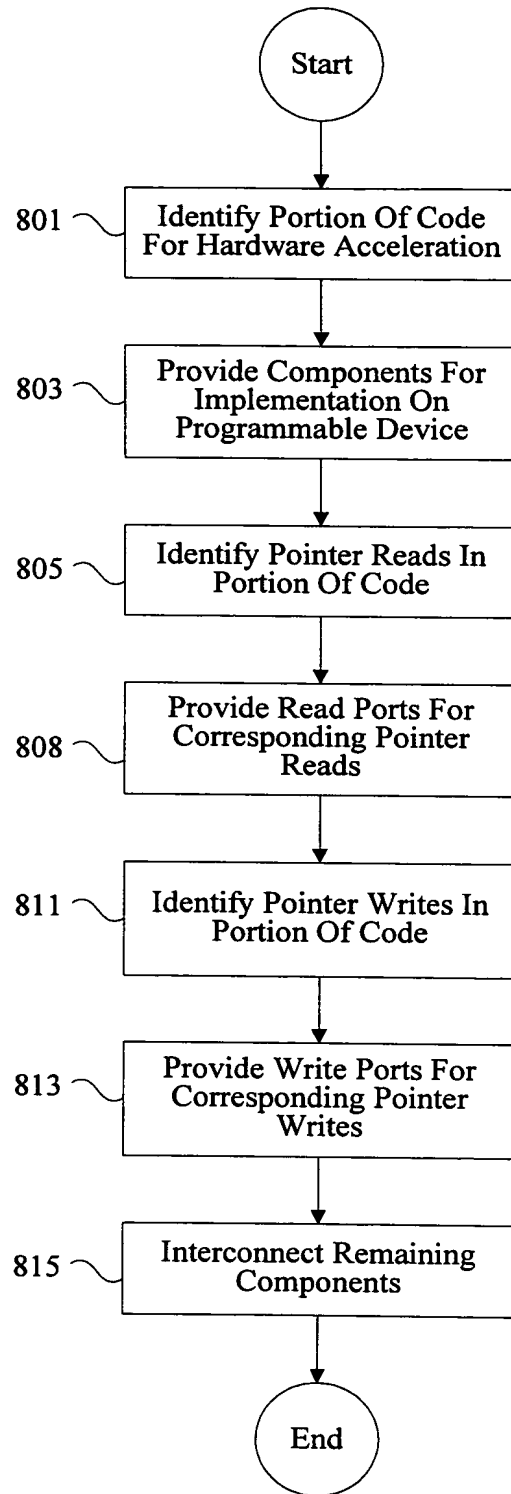 Start
801
Identify Portion Of Code
For Hardware Acceleration
803
Provide Components For
Implementation On
Programmable Device
805
Identify Pointer Reads In
Portion Of Code
808
Provide Read Ports For
Corresponding Pointer
Reads
811
Identify Pointer Writes In
Portion Of Code
813
Provide Write Ports For
Corresponding Pointer
Writes
815
Interconnect Remaining
Components
End